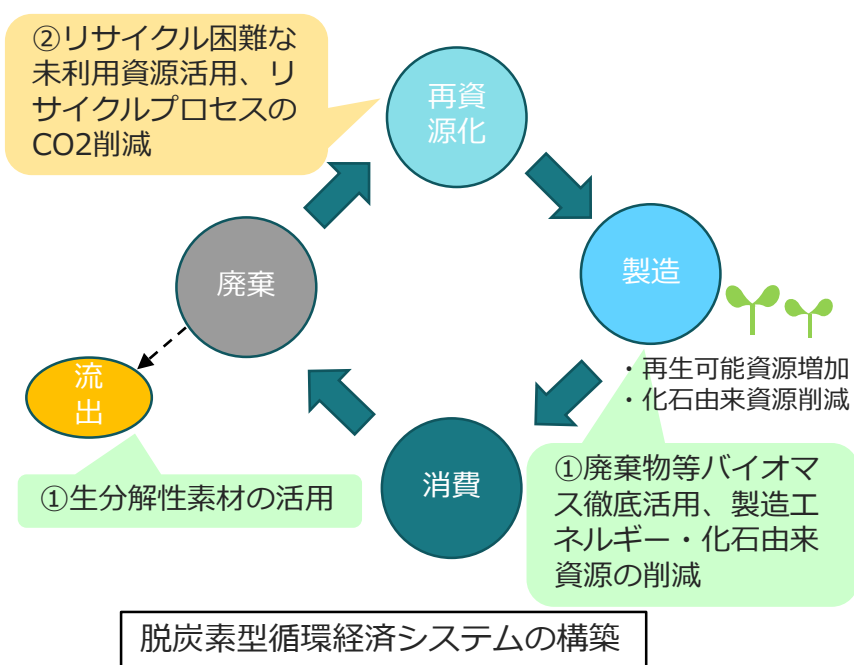 ②リサイクル困難な
未利用資源活用、リ
サイクルプロセスの
CO2削減
再資
源化
廃棄
製造
流
出
・再生可能資源増加
・化石由来資源削減
①生分解性素材の活用
消費
①廃棄物等バイオマ
ス徹底活用、製造エ
ネルギー・化石由来
資源の削減
脱炭素型循環経済システムの構築